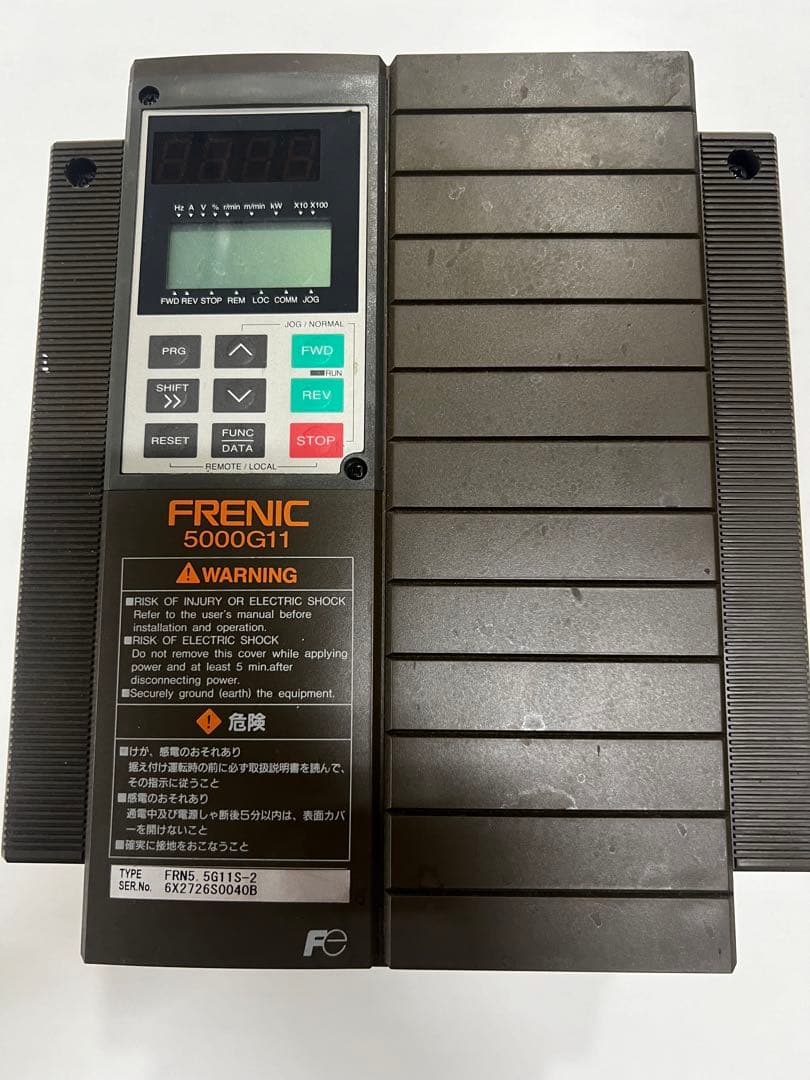 Hz A V % r/min m/min kW X10 X100
FWD REV STOP REM LOC COMM JOG
JOG / NORMAL
PRG
FWD
RUN
SHIFT
>>
REV
RESET
FUNC
DATA
STOP
REMOTE / LOCAL
FRENIC
5000G11
WARNING
■RISK OF INJURY OR ELECTRIC SHOCK
Refer to the user's manual before
installation and operation.
■RISK OF ELECTRIC SHOCK
Do not remove this cover while applying
power and at least 5 min.after
disconnecting power.
■Securely ground (earth) the equipment.
危険
■けが、感電のおそれあり
据え付け運転時の前に必ず取扱説明書を読んで、
その指示に従うこと
■感電のおそれあり
通電中及び電源しゃ断後5分以内は、表面カバ
ーを開けないこと
■確実に接地をおこなうこと
TYPE FRN5.5G11S-2
SER.No. 6X2726S0040B
Fe